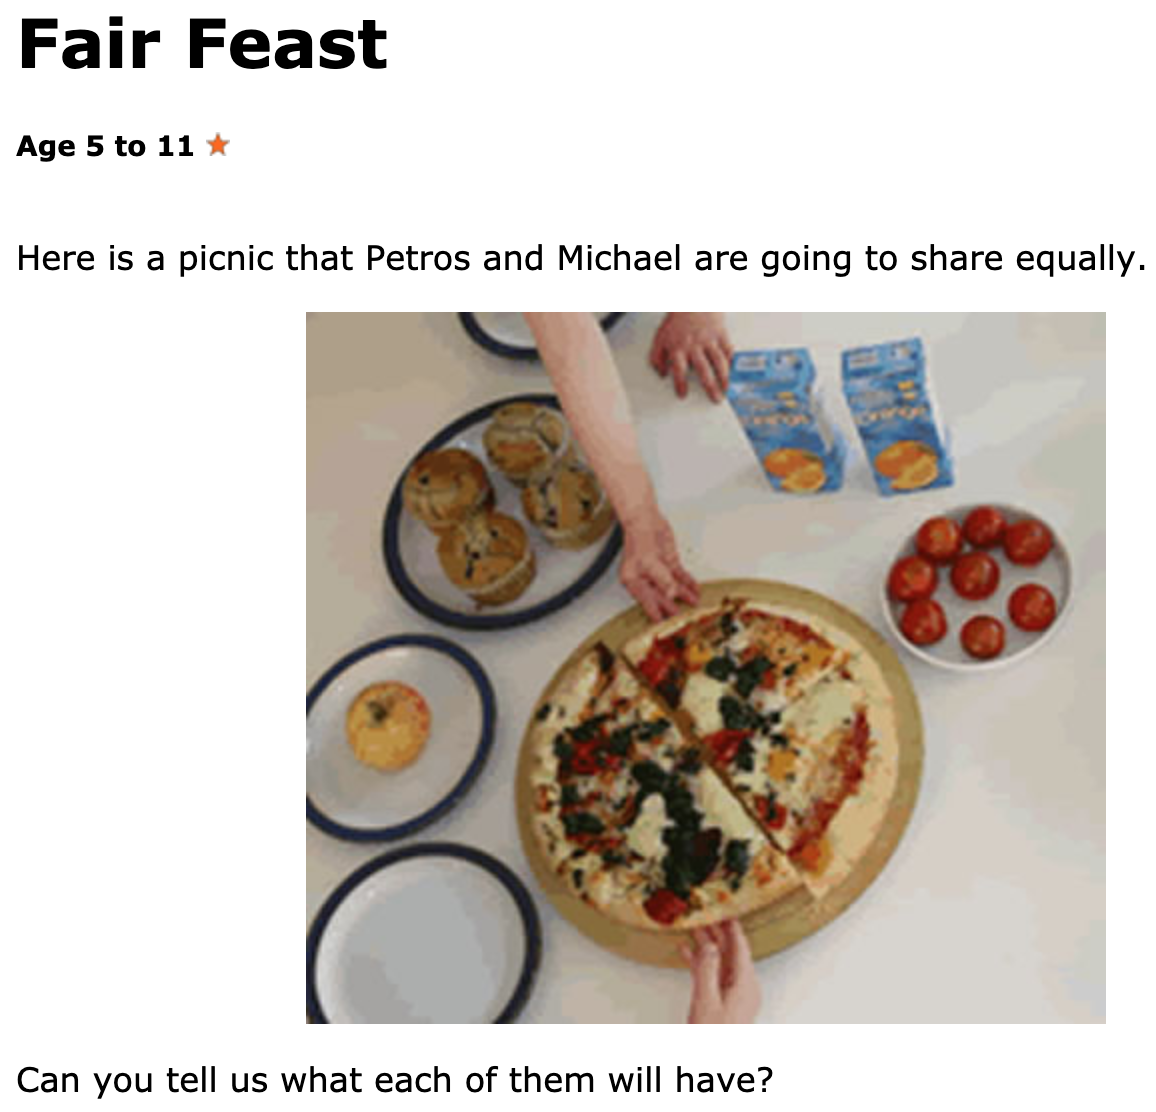 Fair Feast
Age 5 to 11
Here is a picnic that Petros and Michael are going to share equally.
orange
Can you tell us what each of them will have?